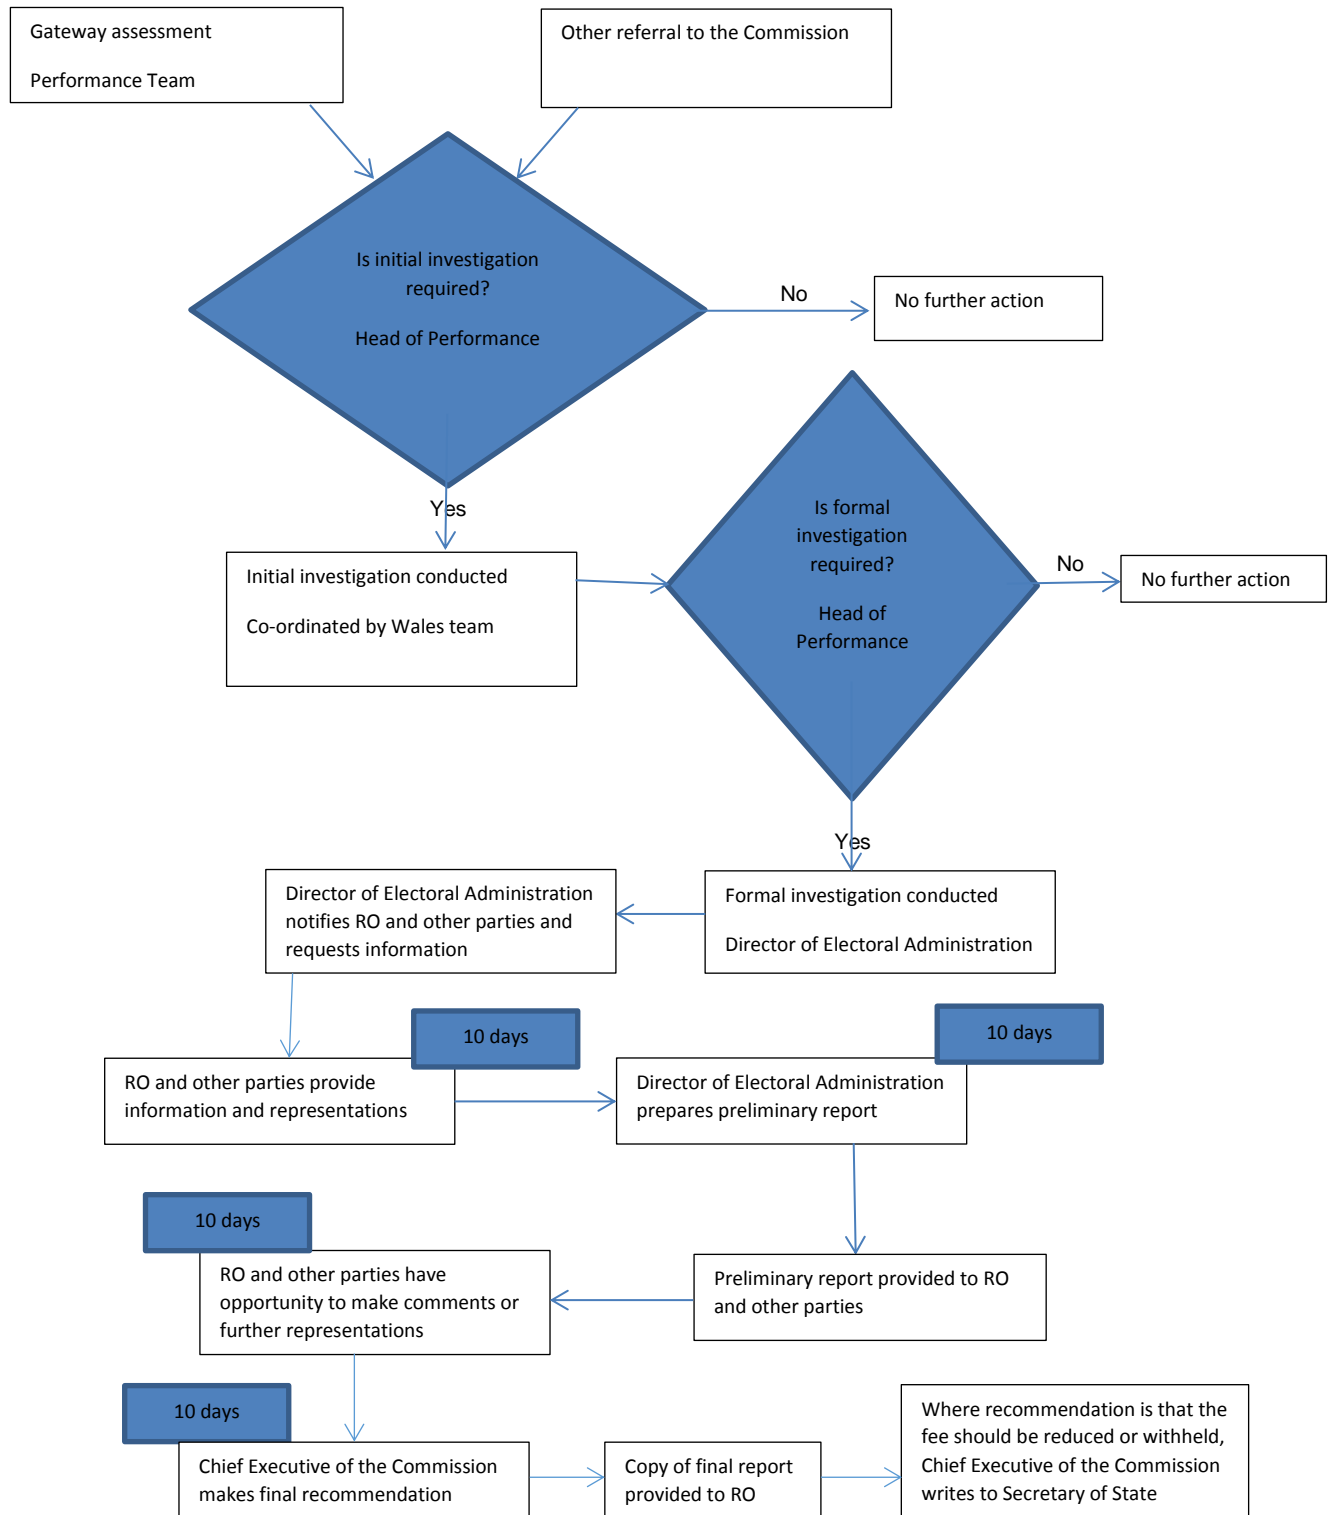 Gateway assessment
Performance Team
Other referral to the Commission
Is initial investigation
required?
Head of Performance
No
No further action
Yes
Initial investigation conducted
Co-ordinated by Wales team
Is formal
investigation
required?
Head of
Performance
No
No further action
Yes
Formal investigation conducted
Director of Electoral Administration
Director of Electoral Administration
notifies RO and other parties and
requests information
10 days
RO and other parties provide
information and representations
10 days
Director of Electoral Administration
prepares preliminary report
Preliminary report provided to RO
and other parties
10 days
RO and other parties have
opportunity to make comments or
further representations
10 days
Chief Executive of the Commission
makes final recommendation
Copy of final report
provided to RO
Where recommendation is that the
fee should be reduced or withheld,
Chief Executive of the Commission
writes to Secretary of State